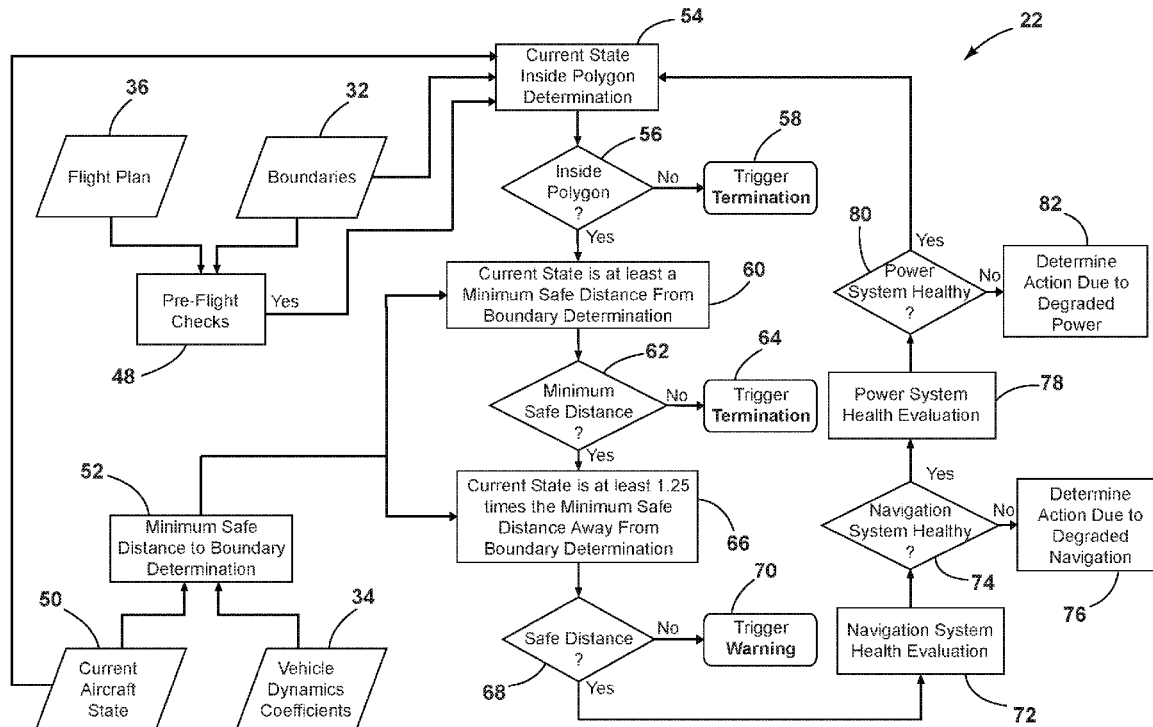 54
22
Current State
Inside Polygon
Determination
36
32
56
58
Flight Plan
Boundaries
Inside
Polygon
?
No
Trigger
Termination
Yes
80
82
Yes
Power
System Healthy
?
No
Determine
Action Due to
Degraded
Power
Pre-Flight
Checks
Yes
48
Current State is at least a
Minimum Safe Distance From
Boundary Determination
60
62
64
Minimum
Safe Distance
?
No
Trigger
Termination
Yes
78
Power System
Health Evaluation
52
Minimum Safe
Distance to Boundary
Determination
Current State is at least 1.25
times the Minimum Safe
Distance Away From
Boundary Determination
66
Yes
Navigation
System Healthy
?
No
74
Determine
Action Due to
Degraded
Navigation
76
50
34
Current
Aircraft
State
Vehicle
Dynamics
Coefficients
Safe Distance
?
No
68
Yes
70
Trigger
Warning
Navigation System
Health Evaluation
72